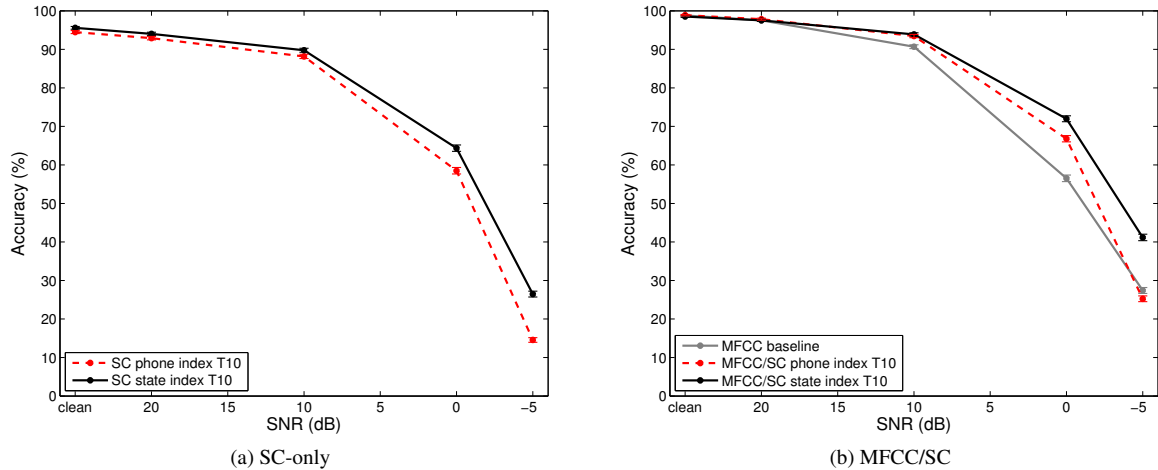 100
90
80
70
60
50
40
30
20
10
0
Accuracy (%)
SC phone index T10
SC state index T10
clean 20 15 10 5 0 −5
SNR (dB)
(a) SC-only
100
90
80
70
60
50
40
30
20
10
0
Accuracy (%)
MFCC baseline
MFCC/SC phone index T10
MFCC/SC state index T10
clean 20 15 10 5 0 −5
SNR (dB)
(b) MFCC/SC